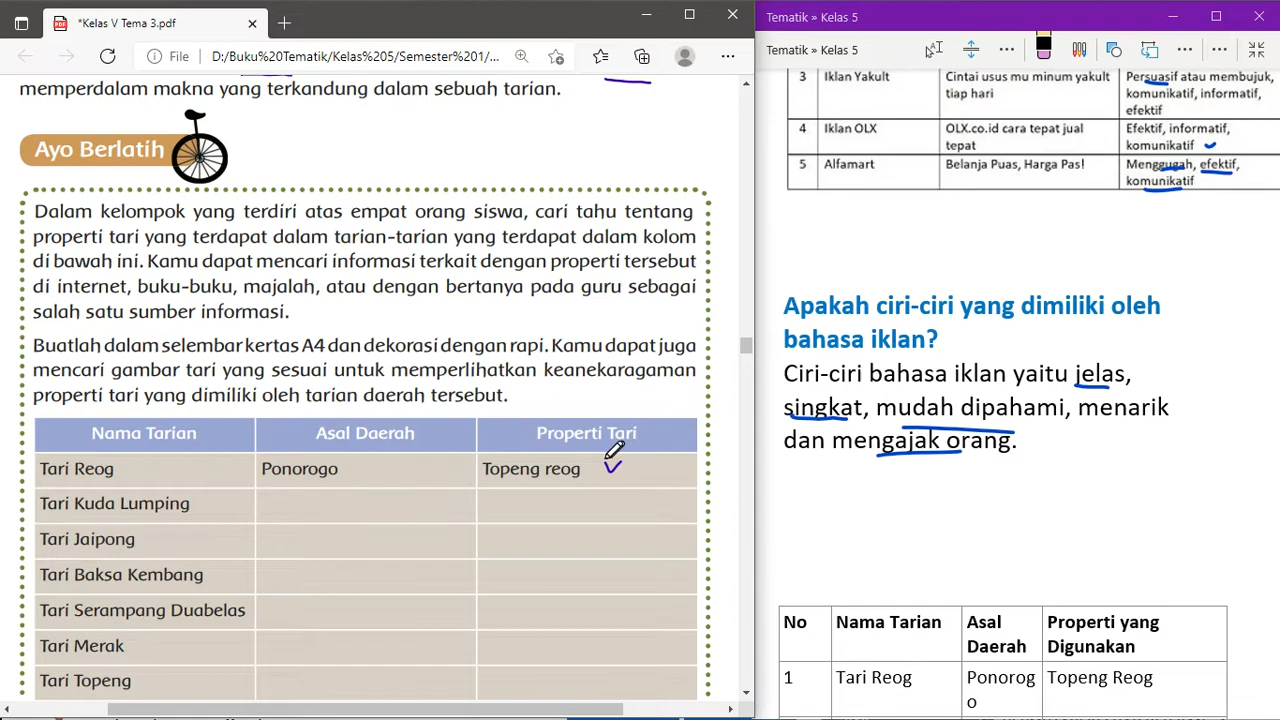 *Kelas V Tema 3.pdf
File
D:/Buku%20Tematik/Kelas%205/Semester%201/...
memperdalam makna yang terkandung dalam sebuah tarian.
Ayo Berlatih
Dalam kelompok yang terdiri atas empat orang siswa, cari tahu tentang
properti tari yang terdapat dalam tarian-tarian yang terdapat dalam kolom
di bawah ini. Kamu dapat mencari informasi terkait dengan properti tersebut
di internet, buku-buku, majalah, atau dengan bertanya pada guru sebagai
salah satu sumber informasi.
Buatlah dalam selembar kertas A4 dan dekorasi dengan rapi. Kamu dapat juga
mencari gambar tari yang sesuai untuk memperlihatkan keanekaragaman
properti tari yang dimiliki oleh tarian daerah tersebut.
Nama Tarian Asal Daerah Properti Tari
Tari Reog Ponorogo Topeng reog
Tari Kuda Lumping
Tari Jaipong
Tari Baksa Kembang
Tari Serampang Duabelas
Tari Merak
Tari Topeng
Tematik » Kelas 5
Tematik » Kelas 5
3 Iklan Yakult Cintai usus mu minum yakult Persuasif atau membujuk,
tiap hari komunikatif, informatif,
efektif
4 Iklan OLX OLX.co.id cara tepat jual Efektif, informatif,
tepat komunikatif
5 Alfamart Belanja Puas, Harga Pas! Menggugah, efektif,
komunikatif
Apakah ciri-ciri yang dimiliki oleh
bahasa iklan?
Ciri-ciri bahasa iklan yaitu jelas,
singkat, mudah dipahami, menarik
dan mengajak orang.
No Nama Tarian Asal Properti yang
Daerah Digunakan
1 Tari Reog Ponorog Topeng Reog
o